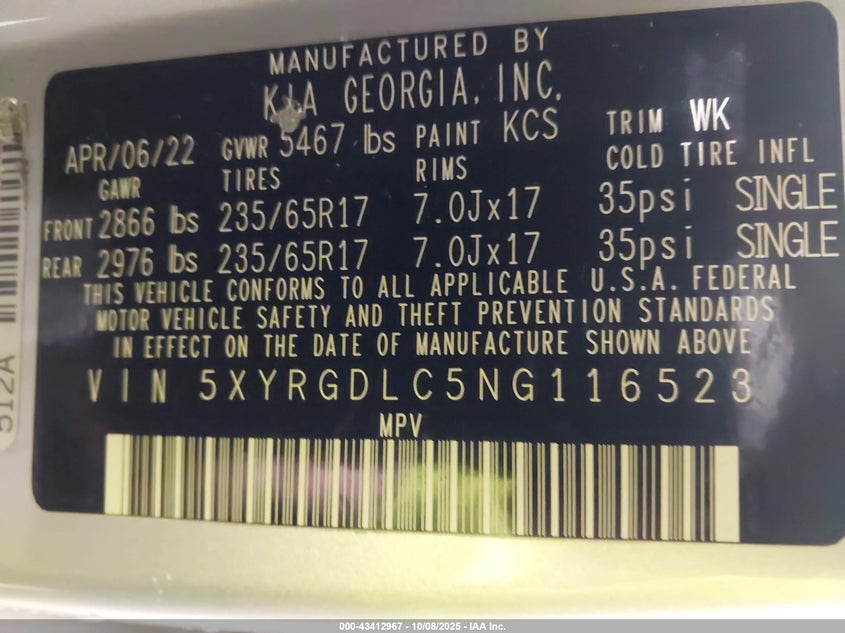 MANUFACTURED BY
KIA GEORGIA, INC.
APR/06/22 GVWR 5467 lbs PAINT KCS TRIM WK
GAWR TIRES RIMS COLD TIRE INFL
FRONT 2866 lbs 235/65R17 7.0Jx17 35psi SINGLE
REAR 2976 lbs 235/65R17 7.0Jx17 35psi SINGLE
THIS VEHICLE CONFORMS TO ALL APPLICABLE U.S.A. FEDERAL
MOTOR VEHICLE SAFETY AND THEFT PREVENTION STANDARDS
IN EFFECT ON THE DATE OF MANUFACTURE SHOWN ABOVE
VIN 5XYRGDLC5NG116523
MPV
512A
000-43412967 - 10/08/2025 - IAA Inc.